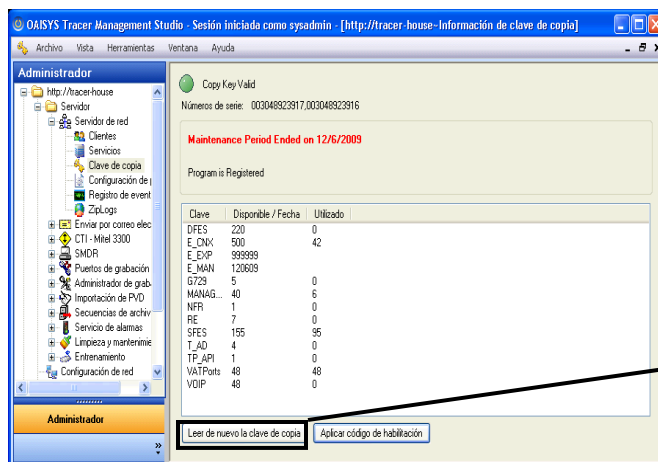 OAISYS Tracer Management Studio - Sesión iniciada como sysadmin - [http://tracer-house-Información de clave de copia]
Archivo Vista Herramientas Ventana Ayuda
Administrador
http://tracer-house
Servidor
Servidor de red
Clientes
Servicios
Clave de copia
Configuración de
Registro de event
ZipLogs
Enviar por correo elec
CTI - Mitel 3300
SMDR
Puertos de grabación
Administrador de grab
Importación de PVD
Secuencias de archiv
Servicio de alarmas
Limpieza y mantenimie
Entrenamiento
Configuración de red
Administrador
Copy Key Valid
Números de serie: 003048923917,003048923916
Maintenance Period Ended on 12/6/2009
Program is Registered
Clave Disponible / Fecha Utilizado
DFES 220 0
E_CNX 500 42
E_EXP 999999
E_MAN 120609
G729 5 0
MANAG... 40 6
NFR 1 0
RE 7 0
SFES 155 95
T_AD 4 0
TP_API 1 0
VATPorts 48 48
VOIP 48 0
Leer de nuevo la clave de copia Aplicar código de habilitación